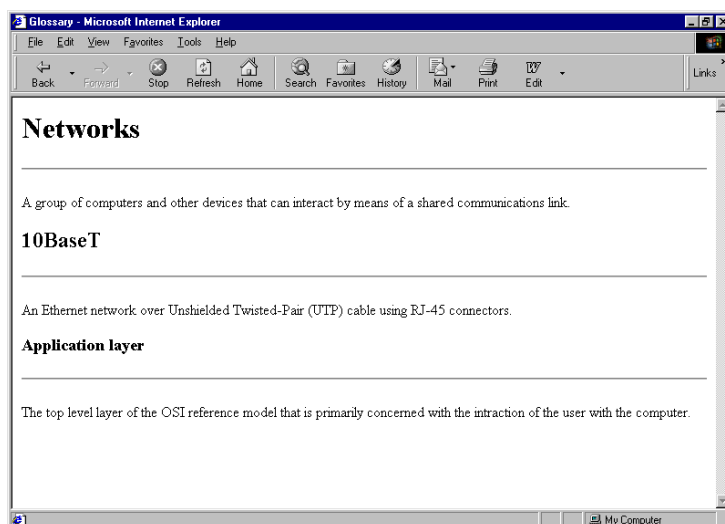 Glossary - Microsoft Internet Explorer
File Edit View Favorites Tools Help
Back Forward Stop Refresh Home Search Favorites History Mail Print Edit Links
Networks
A group of computers and other devices that can interact by means of a shared communications link.
10BaseT
An Ethernet network over Unshielded Twisted-Pair (UTP) cable using RJ-45 connectors.
Application layer
The top level layer of the OSI reference model that is primarily concerned with the intraction of the user with the computer.
My Computer